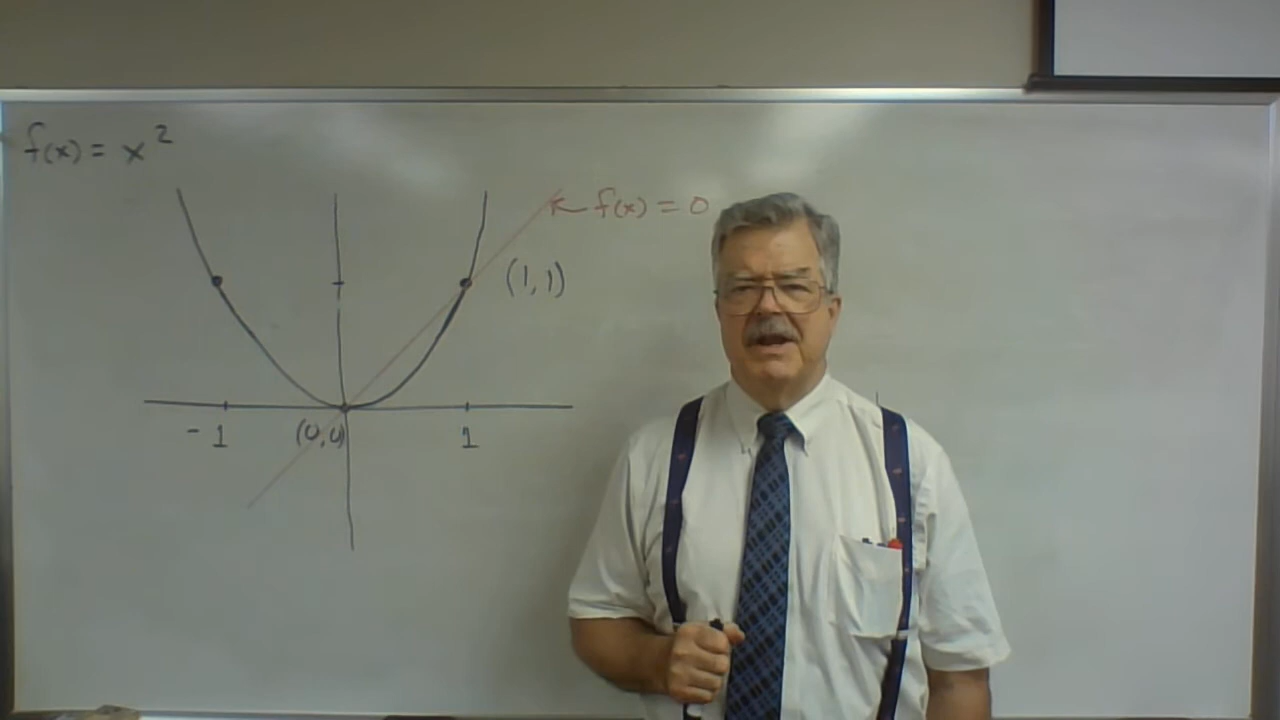 f(x) = x²
f(x) = 0
(1,1)
-1
(0,0)
1